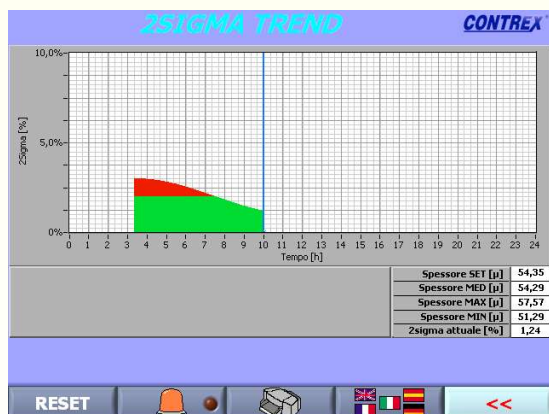 2SIGMA TREND
CONTREX
10,0%
5,0%
0%
2Sigma [%]
0 1 2 3 4 5 6 7 8 9 10 11 12 13 14 15 16 17 18 19 20 21 22 23 24
Tempo [h]
Spessore SET [µ] 54,35
Spessore MED [µ] 54,29
Spessore MAX [µ] 57,57
Spessore MIN [µ] 51,29
2sigma attuale [%] 1,24
RESET
<<